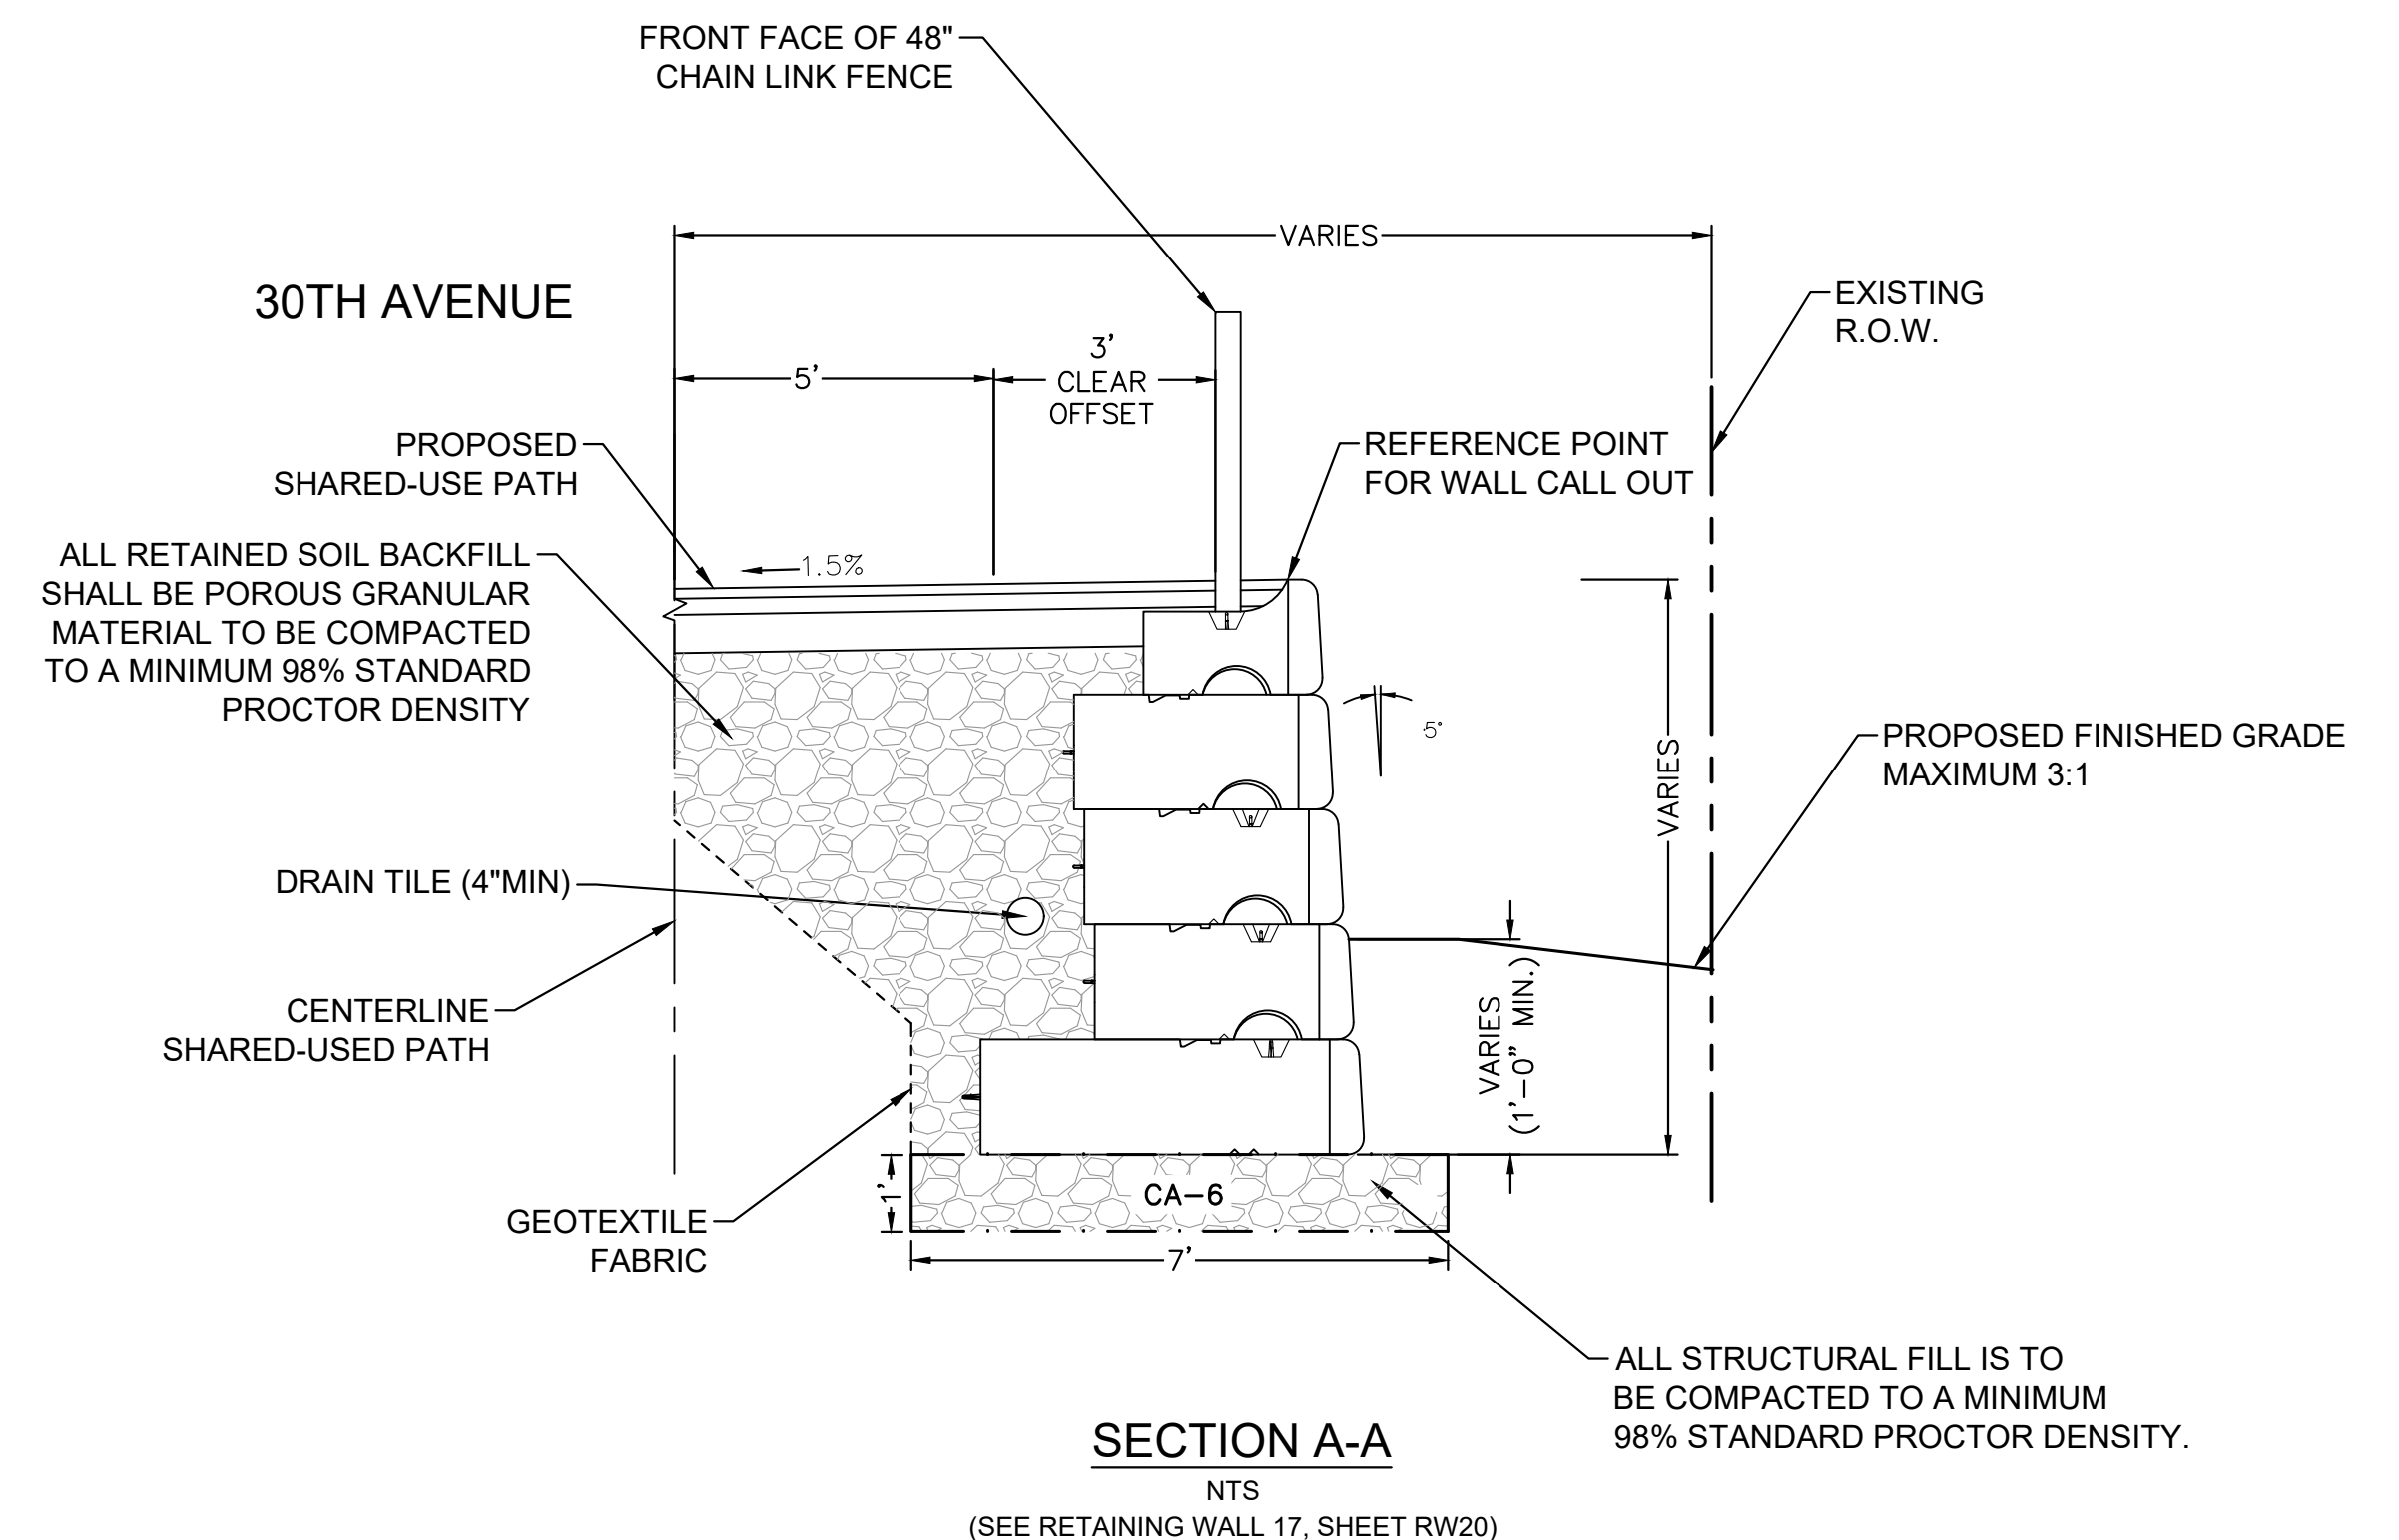 FRONT FACE OF 48"
CHAIN LINK FENCE
VARIES
30TH AVENUE
EXISTING
R.O.W.
5'
3'
CLEAR
OFFSET
PROPOSED
SHARED-USE PATH
REFERENCE POINT
FOR WALL CALL OUT
1.5%
ALL RETAINED SOIL BACKFILL
SHALL BE POROUS GRANULAR
MATERIAL TO BE COMPACTED
TO A MINIMUM 98% STANDARD
PROCTOR DENSITY
5°
VARIES
PROPOSED FINISHED GRADE
MAXIMUM 3:1
DRAIN TILE (4"MIN)
CENTERLINE
SHARED-USED PATH
VARIES
(1'-0" MIN.)
1'
CA-6
GEOTEXTILE
FABRIC
7'
ALL STRUCTURAL FILL IS TO
BE COMPACTED TO A MINIMUM
98% STANDARD PROCTOR DENSITY.
SECTION A-A
NTS
(SEE RETAINING WALL 17, SHEET RW20)